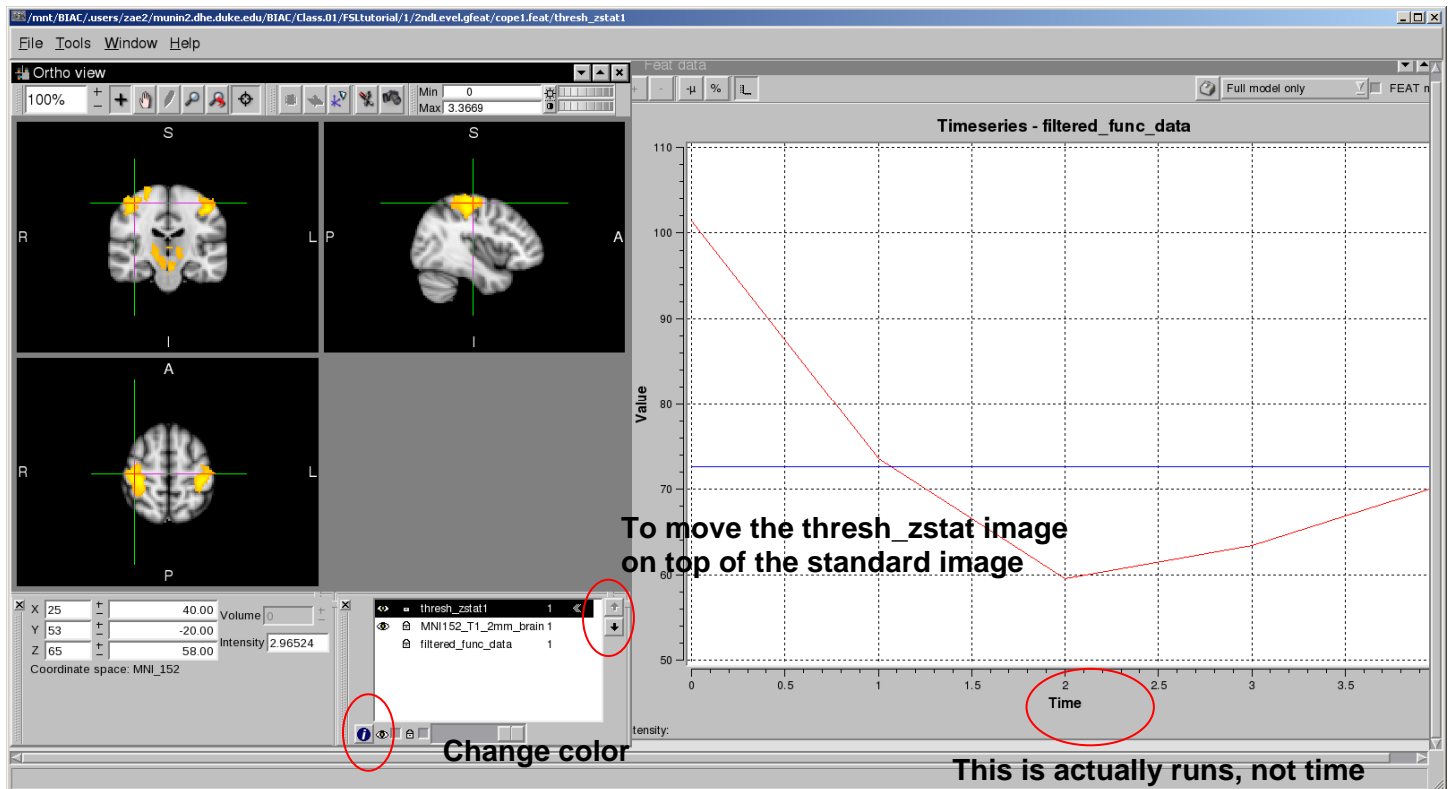 /mnt/BIAC/.users/zae2/munin2.dhe.duke.edu/BIAC/Class.01/FSLtutorial/1/2ndLevel.gfeat/cope1.feat/thresh_zstat1
File Tools Window Help
Ortho view
100%
Min 0
Max 3.3669
S
R
L
I
S
P
A
I
A
R
L
P
X 25 40.00 Volume 0
Y 53 -20.00
Intensity 2.96524
Z 65 58.00
Coordinate space: MNI_152
thresh_zstat1 1
MNI152_T1_2mm_brain 1
filtered_func_data 1
Change color
Feat data
-μ %
Full model only
FEAT
Timeseries - filtered_func_data
110
100
90
80
70
60
50
Value
0 0.5 1 1.5 2 2.5 3 3.5
Time
To move the thresh_zstat image
on top of the standard image
tensity:
This is actually runs, not time